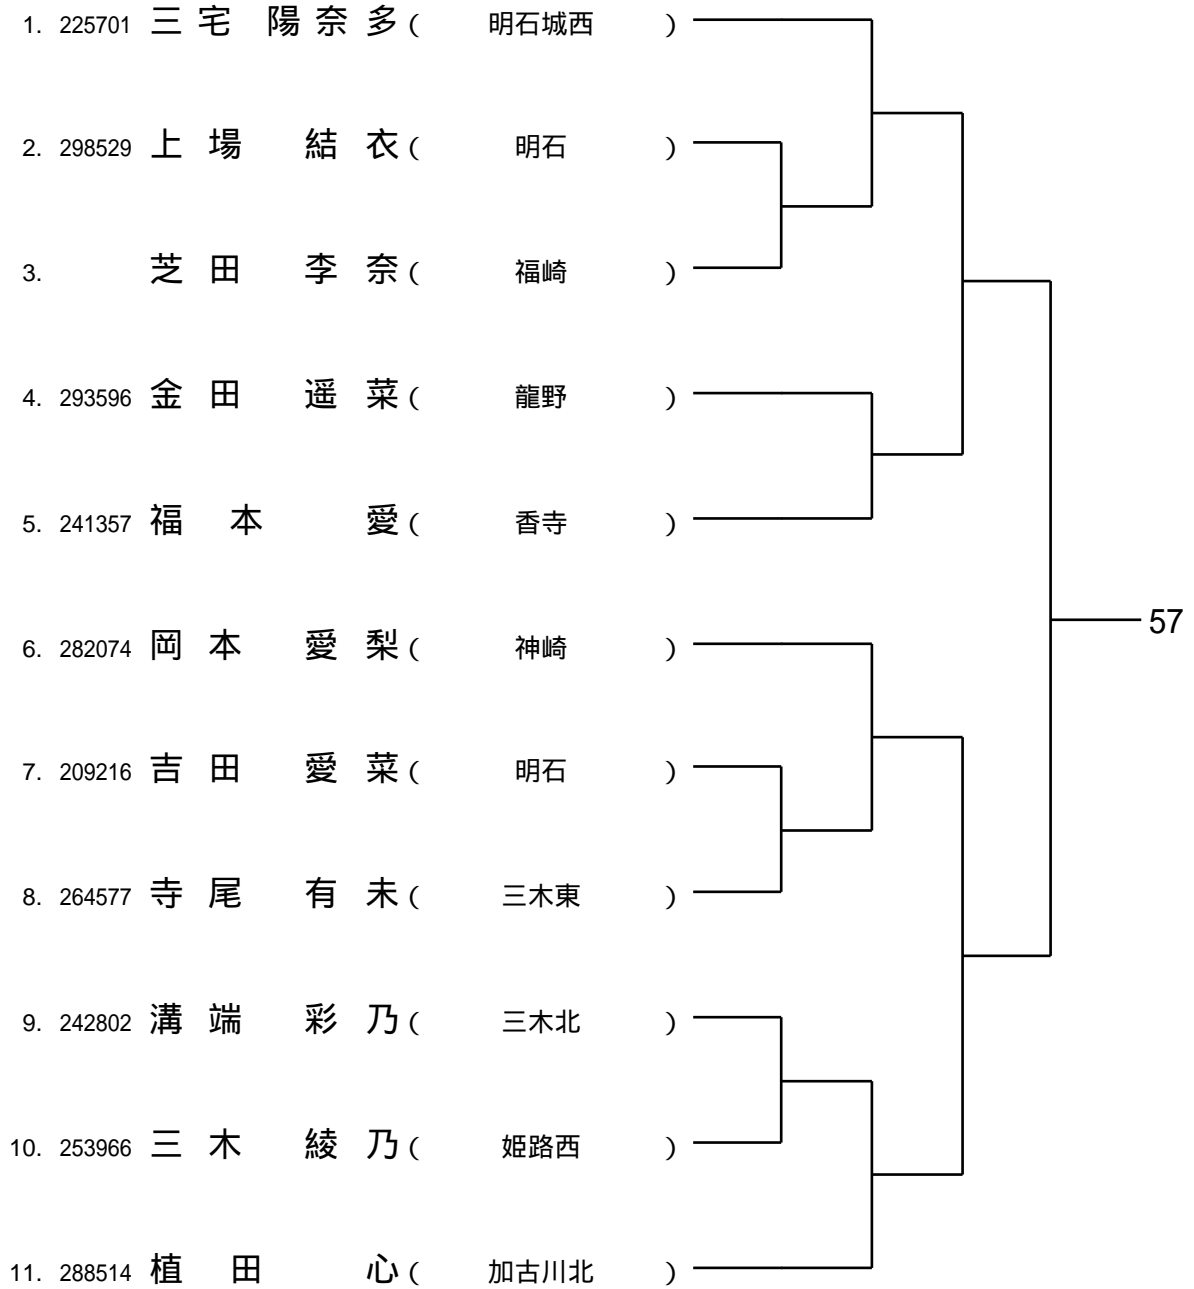 1. 225701 三宅 陽奈多 ( 明石城西 )
2. 298529 上場 結衣 ( 明石 )
3. 芝田 李奈 ( 福崎 )
4. 293596 金田 遥菜 ( 龍野 )
5. 241357 福本 愛 ( 香寺 )
57
6. 282074 岡本 愛梨 ( 神崎 )
7. 209216 吉田 愛菜 ( 明石 )
8. 264577 寺尾 有未 ( 三木東 )
9. 242802 溝端 彩乃 ( 三木北 )
10. 253966 三木 綾乃 ( 姫路西 )
11. 288514 植田 心 ( 加古川北 )